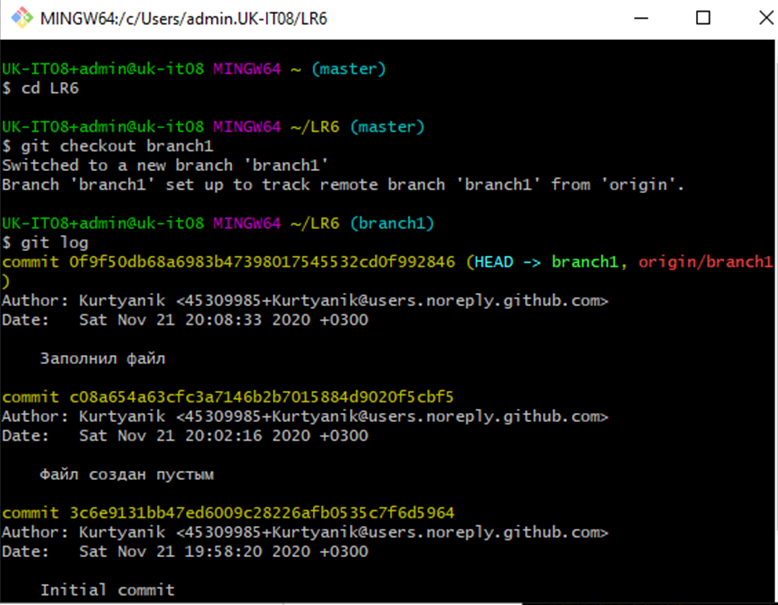 MINGW64:/c/Users/admin.UK-IT08/LR6
UK-IT08+admin@uk-it08 MINGW64 ~ (master)
$ cd LR6
UK-IT08+admin@uk-it08 MINGW64 ~/LR6 (master)
$ git checkout branch1
Switched to a new branch 'branch1'
Branch 'branch1' set up to track remote branch 'branch1' from 'origin'.
UK-IT08+admin@uk-it08 MINGW64 ~/LR6 (branch1)
$ git log
commit 0f9f50db68a6983b47398017545532cd0f992846 (HEAD -> branch1, origin/branch1
)
Author: Kurtyanik <45309985+Kurtyanik@users.noreply.github.com>
Date:   Sat Nov 21 20:08:33 2020 +0300
Заполнил файл
commit c08a654a63cfc3a7146b2b7015884d9020f5cbf5
Author: Kurtyanik <45309985+Kurtyanik@users.noreply.github.com>
Date:   Sat Nov 21 20:02:16 2020 +0300
Файл создан пустым
commit 3c6e9131bb47ed6009c28226afb0535c7f6d5964
Author: Kurtyanik <45309985+Kurtyanik@users.noreply.github.com>
Date:   Sat Nov 21 19:58:20 2020 +0300
Initial commit